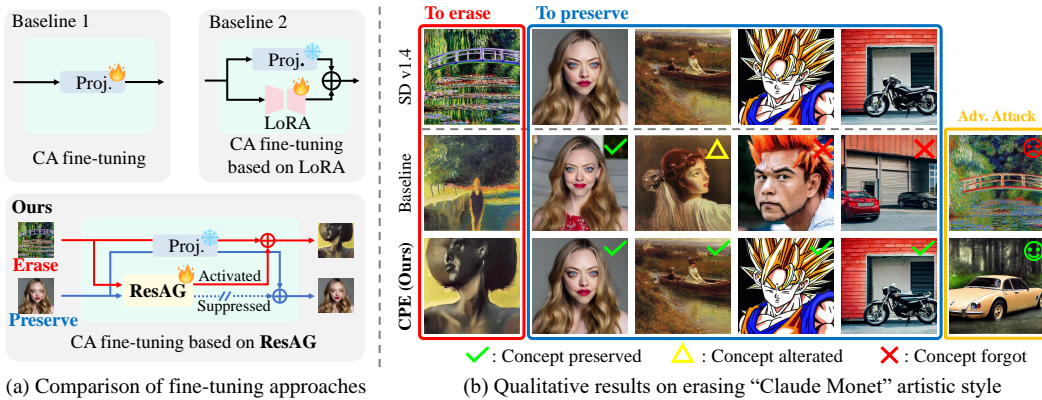 Baseline 1
Proj.
CA fine-tuning
Baseline 2
Proj.
LoRA
CA fine-tuning
based on LoRA
Ours
Erase
Preserve
Proj.
ResAG
Activated
Suppressed
CA fine-tuning based on ResAG
(a) Comparison of fine-tuning approaches
To erase
To preserve
SD v1.4
Baseline
CPE (Ours)
Adv. Attack
: Concept preserved
: Concept alterated
: Concept forgot
(b) Qualitative results on erasing “Claude Monet” artistic style